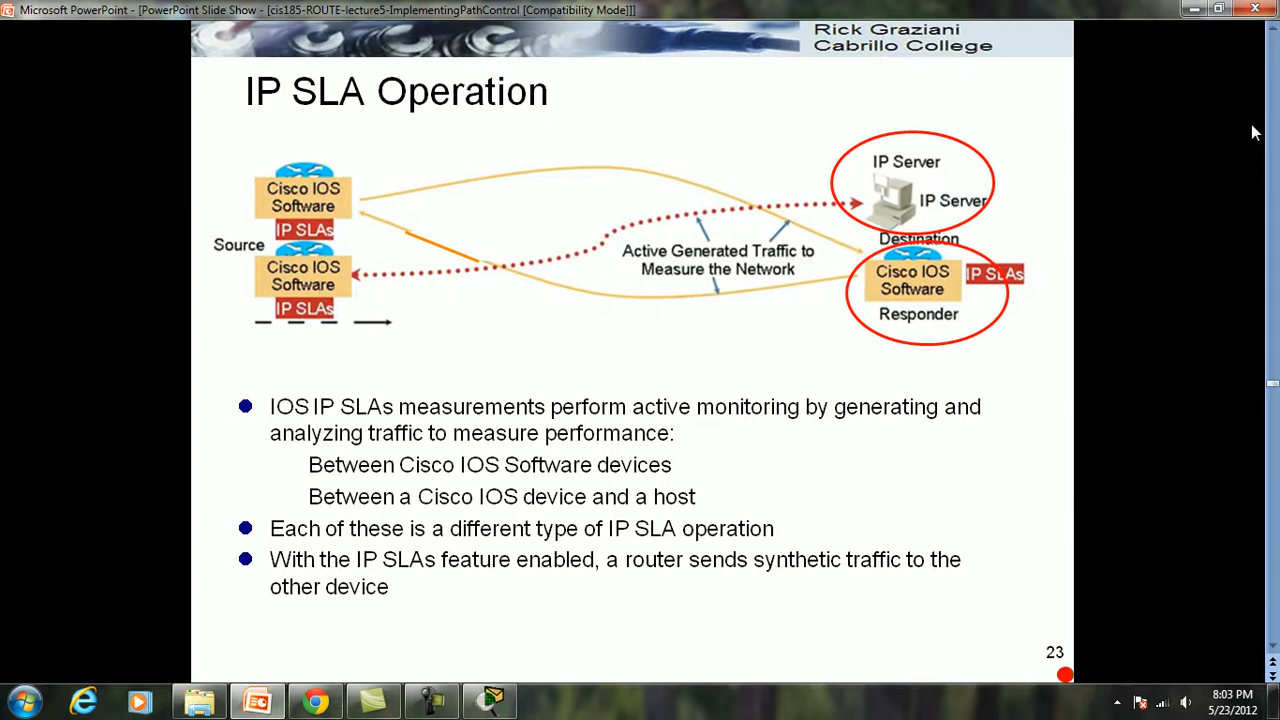 Microsoft PowerPoint - [PowerPoint Slide Show - [cis185-ROUTE-lecture5-ImplementingPathControl [Compatibility Mode]]]
Rick Graziani
Cabrillo College
IP SLA Operation
IP Server
IP Server
Destination
Cisco IOS
Software
IP SLAs
Source
Cisco IOS
Software
IP SLAs
Active Generated Traffic to
Measure the Network
Cisco IOS
Software
IP SLAs
Responder
IOS IP SLAs measurements perform active monitoring by generating and
analyzing traffic to measure performance:
Between Cisco IOS Software devices
Between a Cisco IOS device and a host
Each of these is a different type of IP SLA operation
With the IP SLAs feature enabled, a router sends synthetic traffic to the
other device
23
8:03 PM
5/23/2012